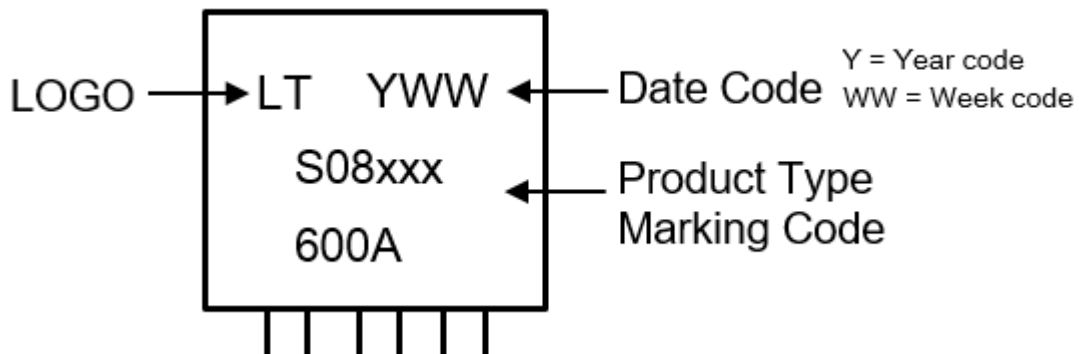 LOGO
LT YWW
Date Code
Y = Year code
WW = Week code
S08xxx
600A
Product Type
Marking Code